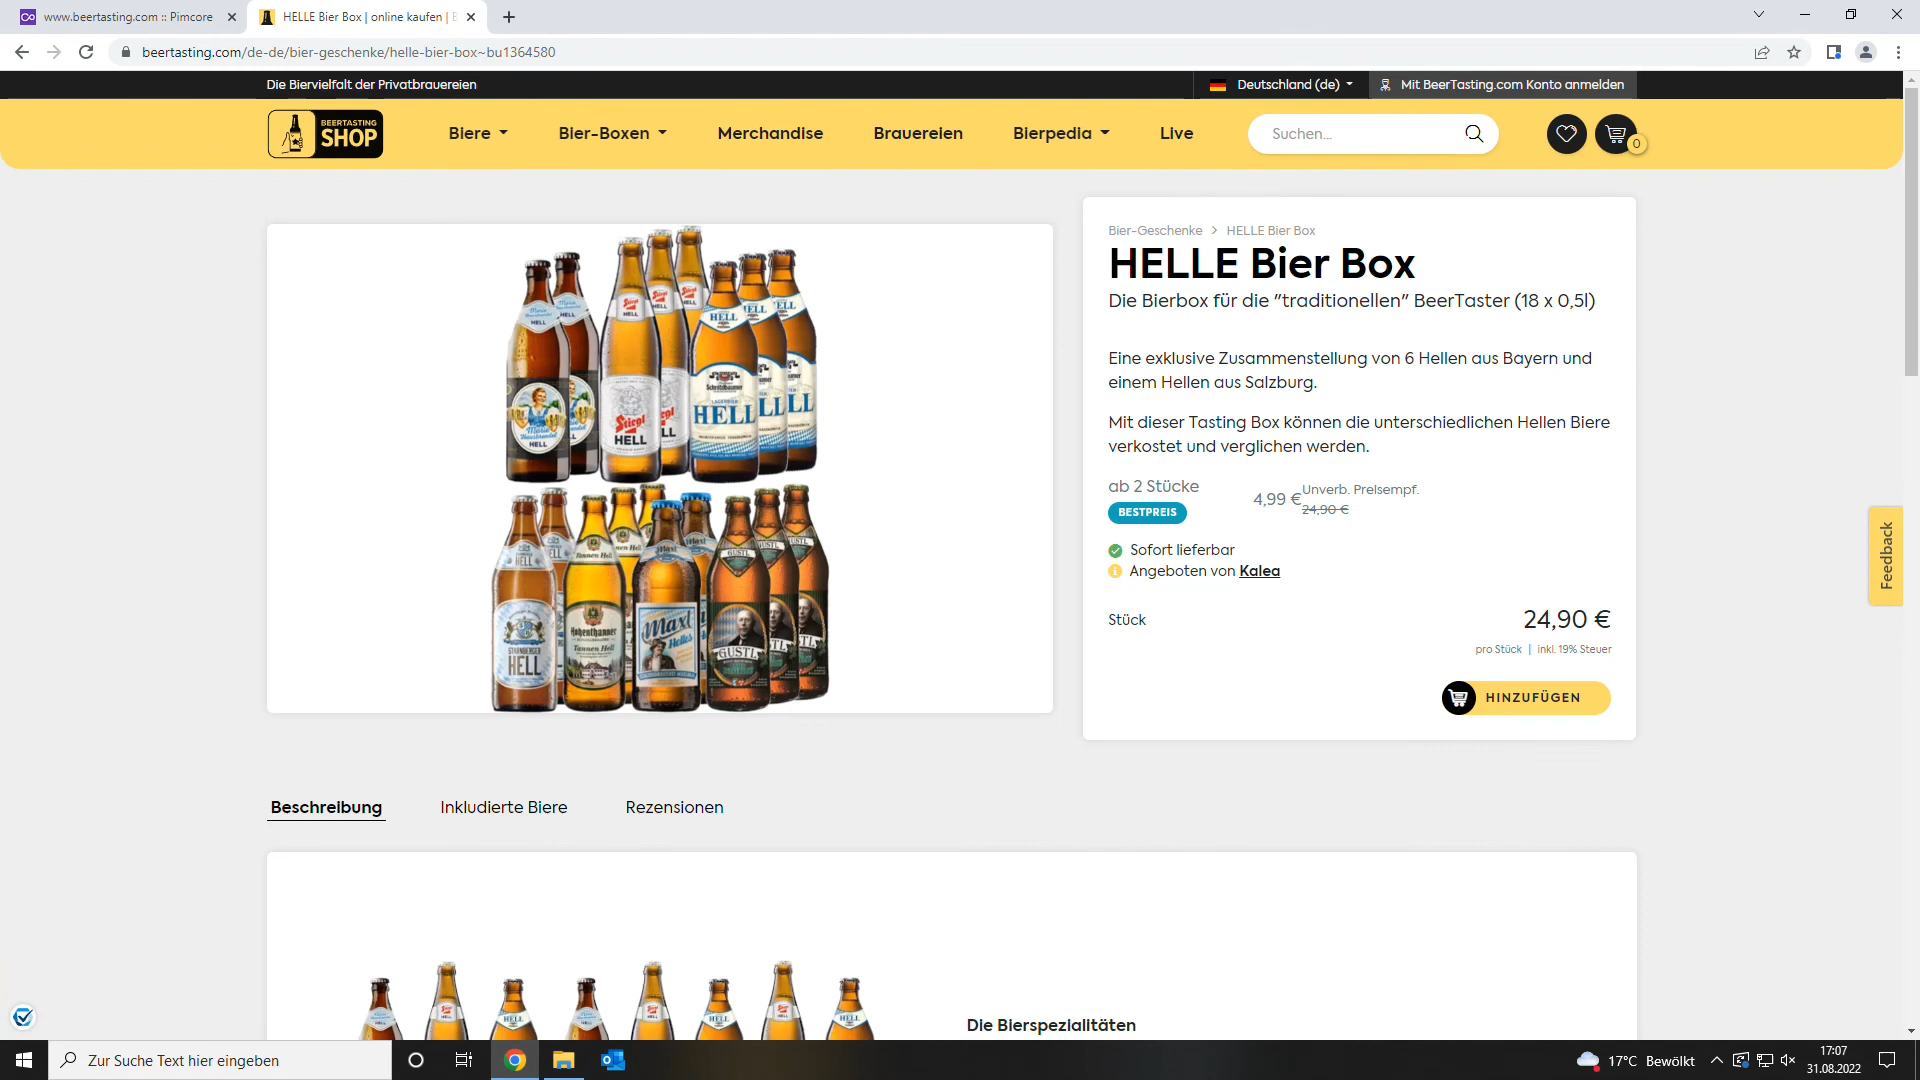 www.beertasting.com :: Pimcore
HELLE Bier Box | online kaufen | B
beertasting.com/de-de/bier-geschenke/helle-bier-box~bu1364580
Die Biervielfalt der Privatbrauereien
Deutschland (de)
Mit BeerTasting.com Konto anmelden
BEERTASTING
SHOP
Biere
Bier-Boxen
Merchandise
Brauereien
Bierpedia
Live
Suchen...
0
Bier-Geschenke > HELLE Bier Box
HELLE Bier Box
Die Bierbox für die "traditionellen" BeerTaster (18 x 0,5l)
Eine exklusive Zusammenstellung von 6 Hellen aus Bayern und
einem Hellen aus Salzburg.
Mit dieser Tasting Box können die unterschiedlichen Hellen Biere
verkostet und verglichen werden.
ab 2 Stücke
BESTPREIS
4,99 €
Unverb. Preisempf.
24,90 €
Sofort lieferbar
Angeboten von Kalea
Stück
24,90 €
pro Stück | inkl. 19% Steuer
HINZUFÜGEN
Feedback
HELL
Stiegl
HELL
Schnitzlbaumer
LAGERBIER
HELL
STARNBERGER
HELL
Hohenthanner
Tannen Hell
Maxl
Helles
GUSTL
Beschreibung
Inkludierte Biere
Rezensionen
Die Bierspezialitäten
Zur Suche Text hier eingeben
17°C Bewölkt
17:07
31.08.2022